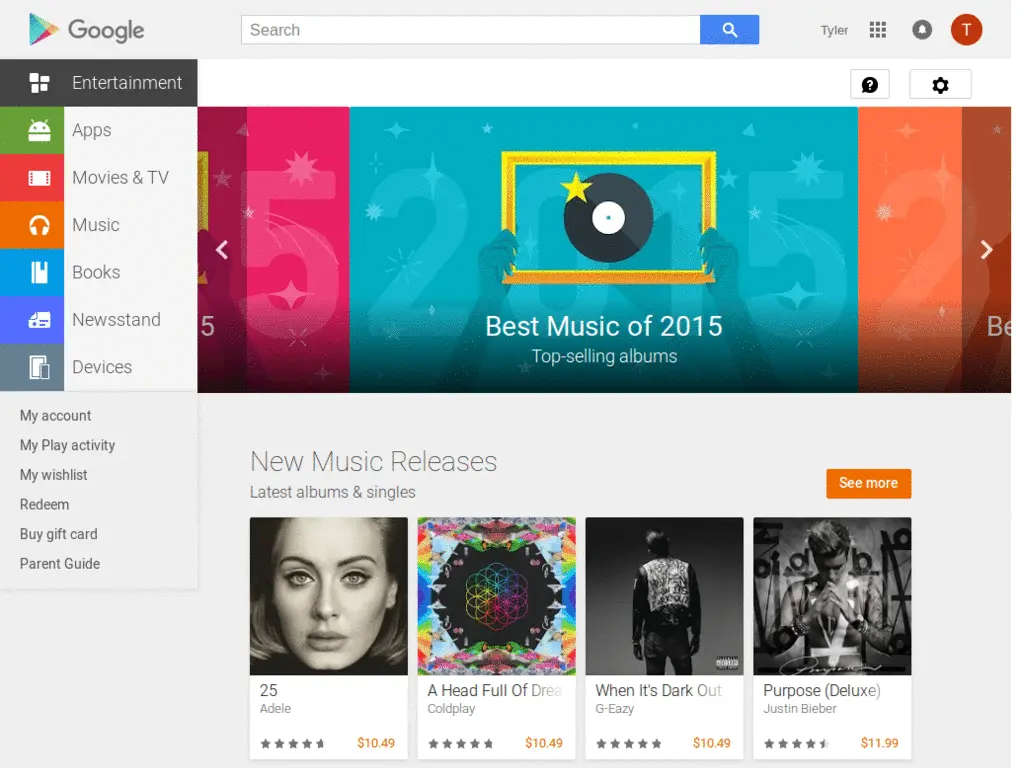 Google
Search
Tyler
T
Entertainment
Apps
Movies & TV
Music
Books
Newsstand
Devices
My account
My Play activity
My wishlist
Redeem
Buy gift card
Parent Guide
5
2015
Best Music of 2015
Top-selling albums
Be
New Music Releases
Latest albums & singles
See more
25
Adele
$10.49
A Head Full Of Drea
Coldplay
$10.49
When It's Dark Out
G-Eazy
$10.49
Purpose (Deluxe)
Justin Bieber
$11.99